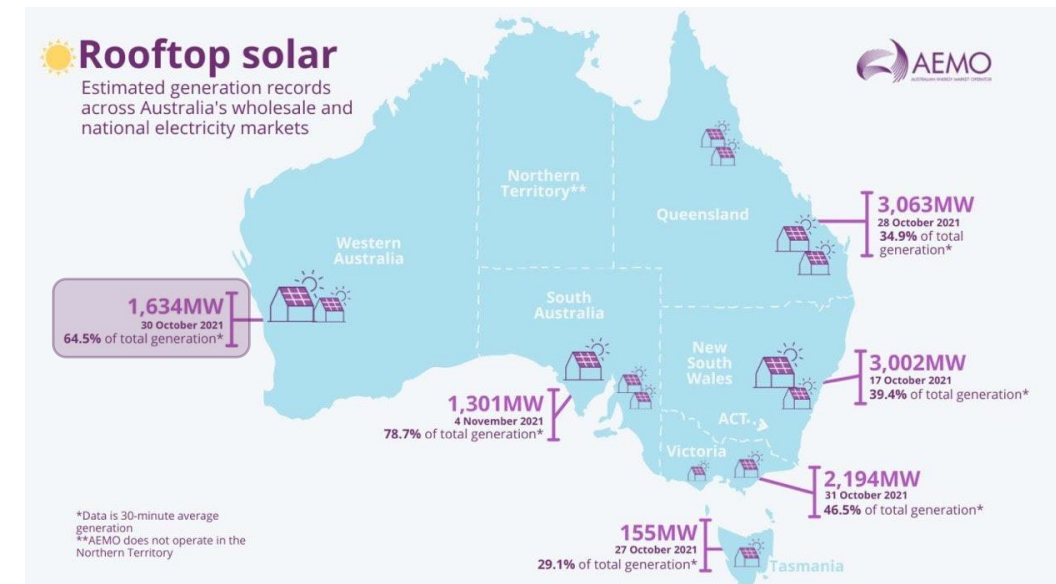 Rooftop solar
Estimated generation records
across Australia's wholesale and
national electricity markets
AEMO
AUSTRALIAN ENERGY MARKET OPERATOR
Northern
Territory**
Queensland
3,063MW
28 October 2021
34.9% of total
generation*
Western
Australia
1,634MW
30 October 2021
64.5% of total generation*
South
Australia
New
South
Wales
3,002MW
17 October 2021
39.4% of total generation*
1,301MW
4 November 2021
78.7% of total generation*
ACT
Victoria
2,194MW
31 October 2021
46.5% of total generation*
155MW
27 October 2021
29.1% of total generation*
Tasmania
*Data is 30-minute average
generation
**AEMO does not operate in the
Northern Territory